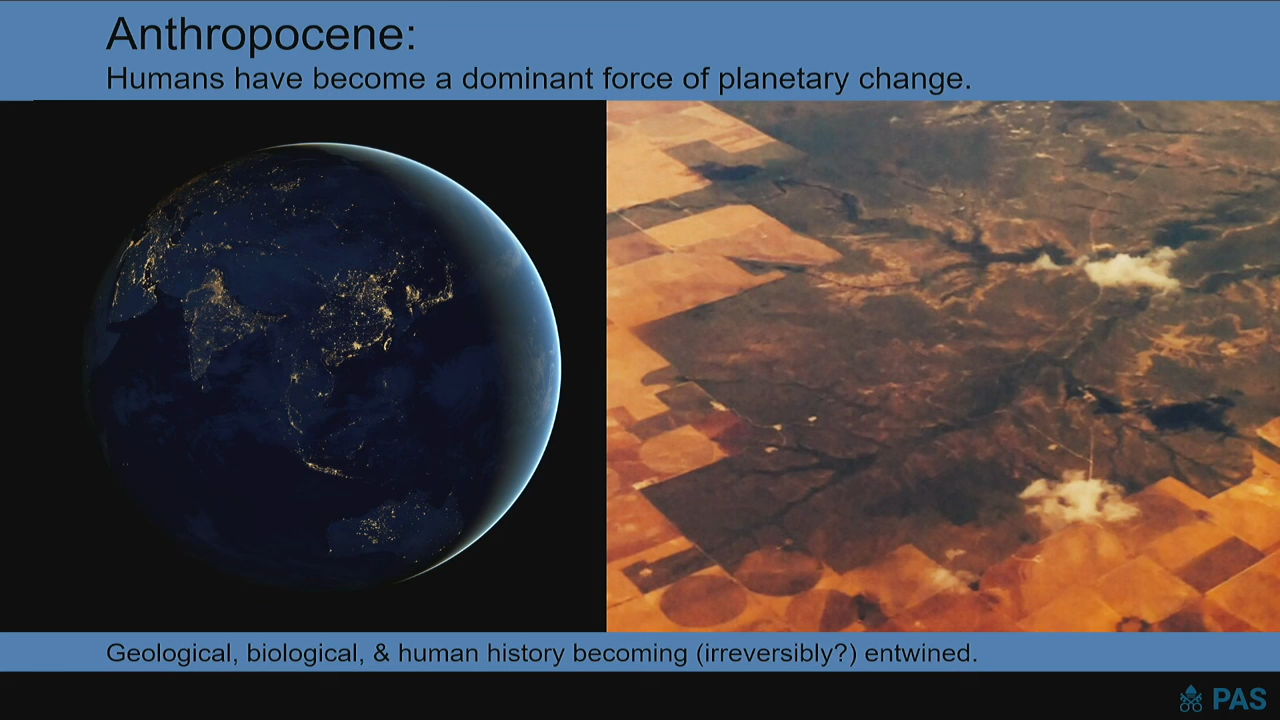 Anthropocene:
Humans have become a dominant force of planetary change.
Geological, biological, & human history becoming (irreversibly?) entwined.
PAS